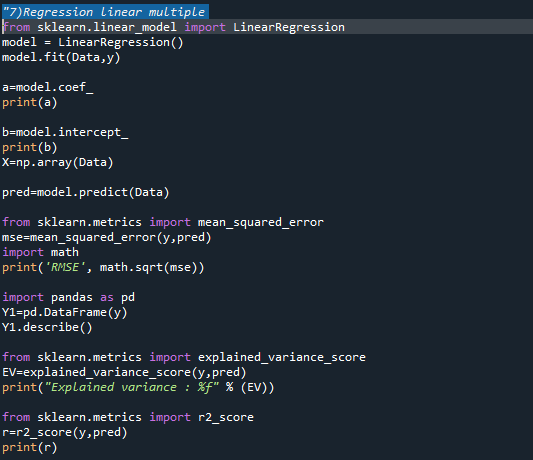 "7)Regression linear multiple
from sklearn.linear_model import LinearRegression
model = LinearRegression()
model.fit(Data,y)
a=model.coef_
print(a)
b=model.intercept_
print(b)
X=np.array(Data)
pred=model.predict(Data)
from sklearn.metrics import mean_squared_error
mse=mean_squared_error(y,pred)
import math
print('RMSE', math.sqrt(mse))
import pandas as pd
Y1=pd.DataFrame(y)
Y1.describe()
from sklearn.metrics import explained_variance_score
EV=explained_variance_score(y,pred)
print("Explained variance : %f" % (EV))
from sklearn.metrics import r2_score
r=r2_score(y,pred)
print(r)